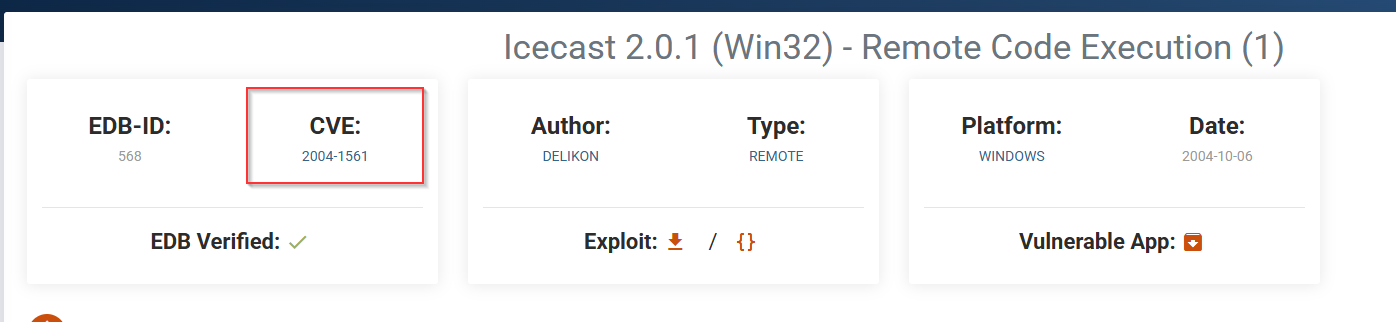 Icecast 2.0.1 (Win32) - Remote Code Execution (1)
EDB-ID:
568
CVE:
2004-1561
EDB Verified:
Author:
DELIKON
Type:
REMOTE
Exploit: / {}
Platform:
WINDOWS
Date:
2004-10-06
Vulnerable App: